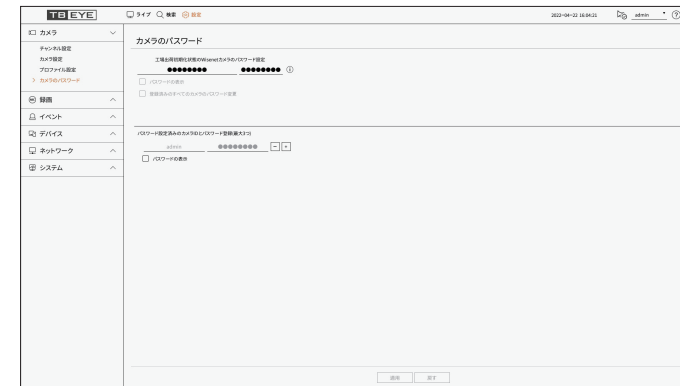 TB EYE
ライブ 検索 設定
2022-04-22 16:04:21 admin
カメラ
チャンネル設定
カメラ設定
プロファイル設定
> カメラのパスワード
録画
イベント
デバイス
ネットワーク
システム
カメラのパスワード
工場出荷初期化状態のWisenetカメラのパスワード設定
●●●●●●●● ●●●●●●●●
パスワードの表示
登録済みのすべてのカメラのパスワード変更
パスワード設定済みのカメラのIDとパスワード登録(最大3つ)
admin ●●●●●●●● − +
パスワードの表示
適用 戻す